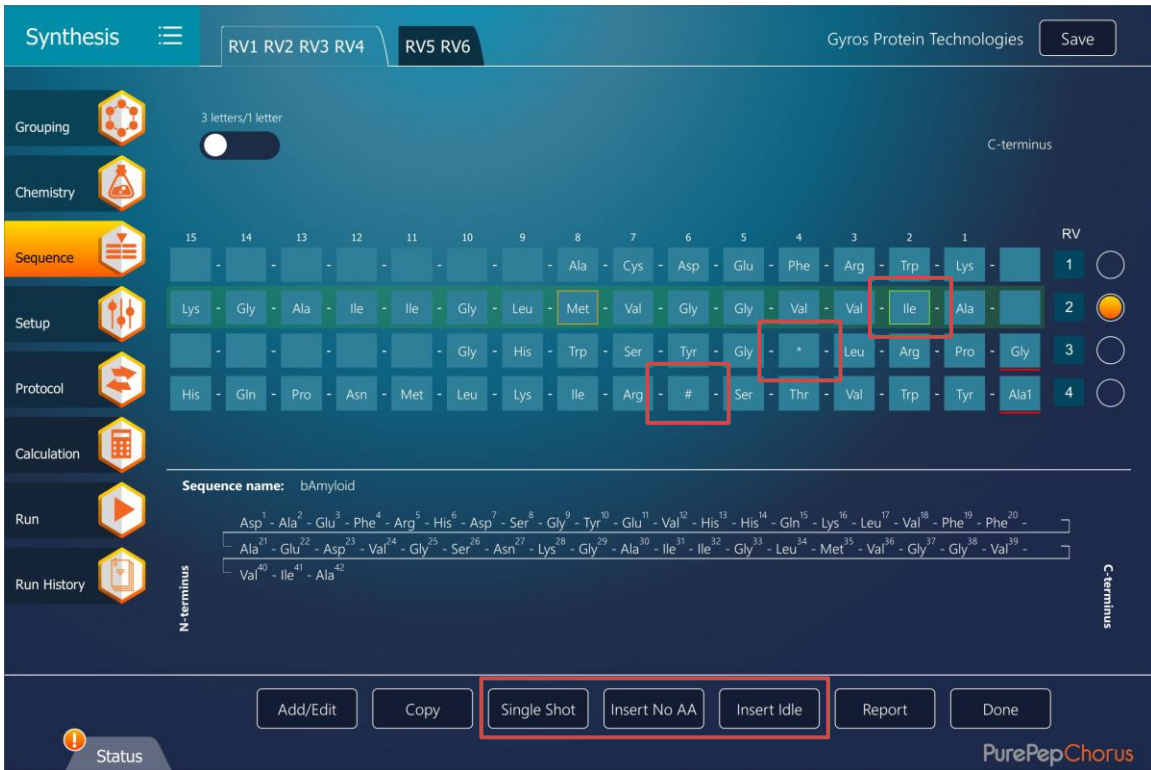 Synthesis
RV1 RV2 RV3 RV4
RV5 RV6
Gyros Protein Technologies
Save
Grouping
3 letters/1 letter
C-terminus
Chemistry
15 14 13 12 11 10 9 8 7 6 5 4 3 2 1 RV
Sequence
- - - - - - - Ala - Cys - Asp - Glu - Phe - Arg - Trp - Lys - 1
Lys - Gly - Ala - Ile - Ile - Gly - Leu - Met - Val - Gly - Gly - Val - Val - Ile - Ala - 2
Setup
- - - - - Gly - His - Trp - Ser - Tyr - Gly - * - Leu - Arg - Pro - Gly 3
Protocol
His - Gln - Pro - Asn - Met - Leu - Lys - Ile - Arg - # - Ser - Thr - Val - Trp - Tyr - Ala1 4
Calculation
Sequence name: bAmyloid
Run
Asp1 - Ala2 - Glu3 - Phe4 - Arg5 - His6 - Asp7 - Ser8 - Gly9 - Tyr10 - Glu11 - Val12 - His13 - His14 - Gln15 - Lys16 - Leu17 - Val18 - Phe19 - Phe20 -
Ala21 - Glu22 - Asp23 - Val24 - Gly25 - Ser26 - Asn27 - Lys28 - Gly29 - Ala30 - Ile31 - Ile32 - Gly33 - Leu34 - Met35 - Val36 - Gly37 - Gly38 - Val39 -
Val40 - Ile41 - Ala42
Run History
N-terminus
C-terminus
Add/Edit
Copy
Single Shot
Insert No AA
Insert Idle
Report
Done
Status
PurePepChorus